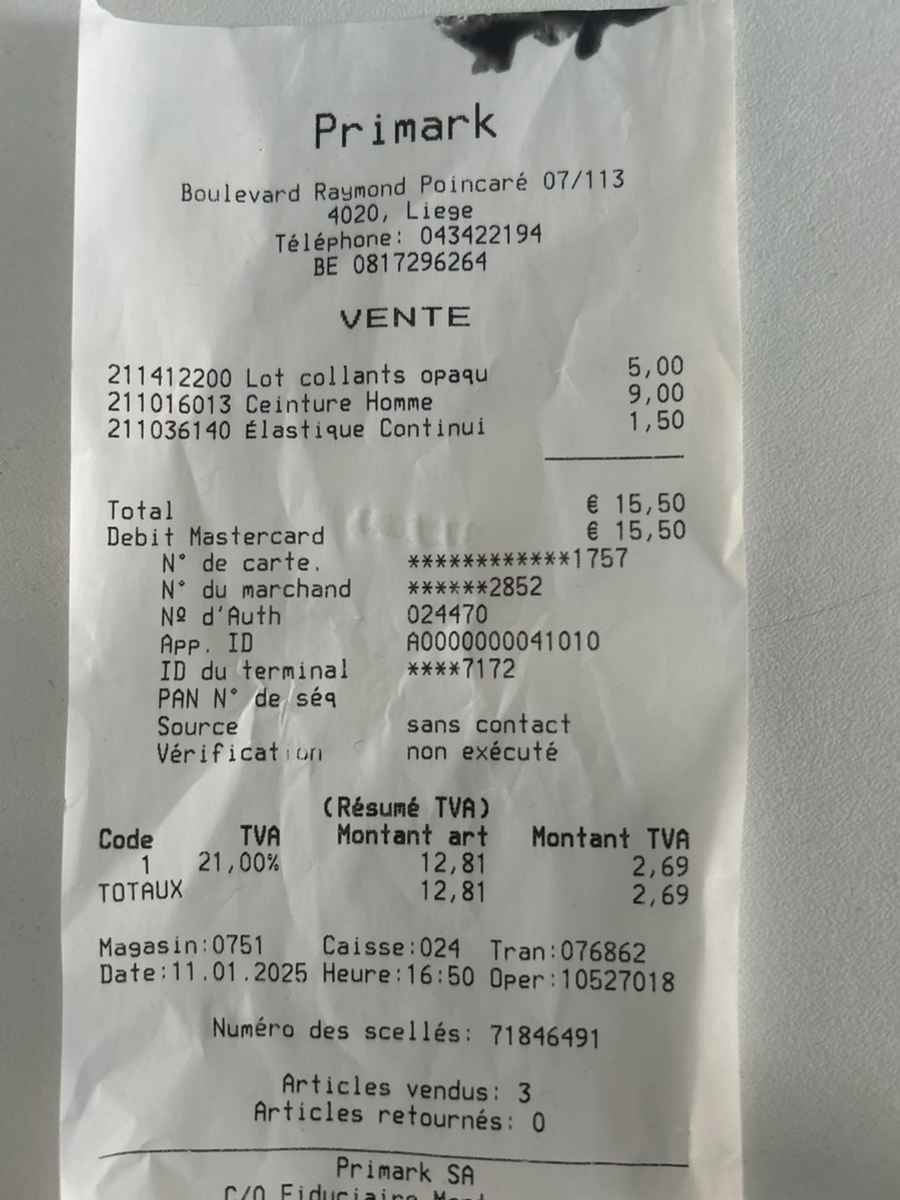 Primark
Boulevard Raymond Poincaré 07/113
4020, Liege
Téléphone: 043422194
BE 0817296264
VENTE
211412200 Lot collants opaqu 5,00
211016013 Ceinture Homme 9,00
211036140 Élastique Continui 1,50
Total € 15,50
Debit Mastercard € 15,50
N° de carte. ************1757
N° du marchand ******2852
Nº d'Auth 024470
App. ID A0000000041010
ID du terminal ****7172
PAN N° de séq
Source sans contact
Vérification non exécuté
(Résumé TVA)
Code TVA Montant art Montant TVA
1 21,00% 12,81 2,69
TOTAUX 12,81 2,69
Magasin:0751 Caisse:024 Tran:076862
Date:11.01.2025 Heure:16:50 Oper:10527018
Numéro des scellés: 71846491
Articles vendus: 3
Articles retournés: 0
Primark SA
C/O Fiduciaire